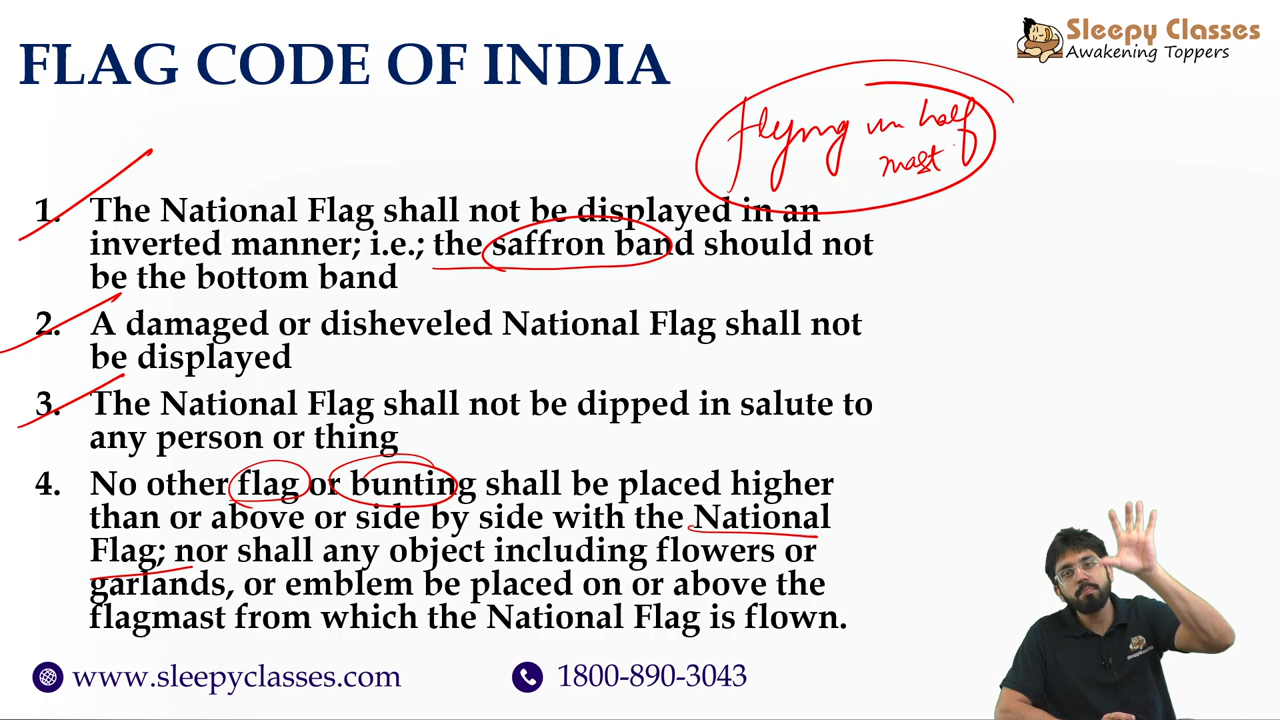 Sleepy Classes
Awakening Toppers
FLAG CODE OF INDIA
flying in half
mast
1. The National Flag shall not be displayed in an
inverted manner; i.e.; the saffron band should not
be the bottom band
2. A damaged or disheveled National Flag shall not
be displayed
3. The National Flag shall not be dipped in salute to
any person or thing
4. No other flag or bunting shall be placed higher
than or above or side by side with the National
Flag; nor shall any object including flowers or
garlands, or emblem be placed on or above the
flagmast from which the National Flag is flown.
www.sleepyclasses.com
1800-890-3043